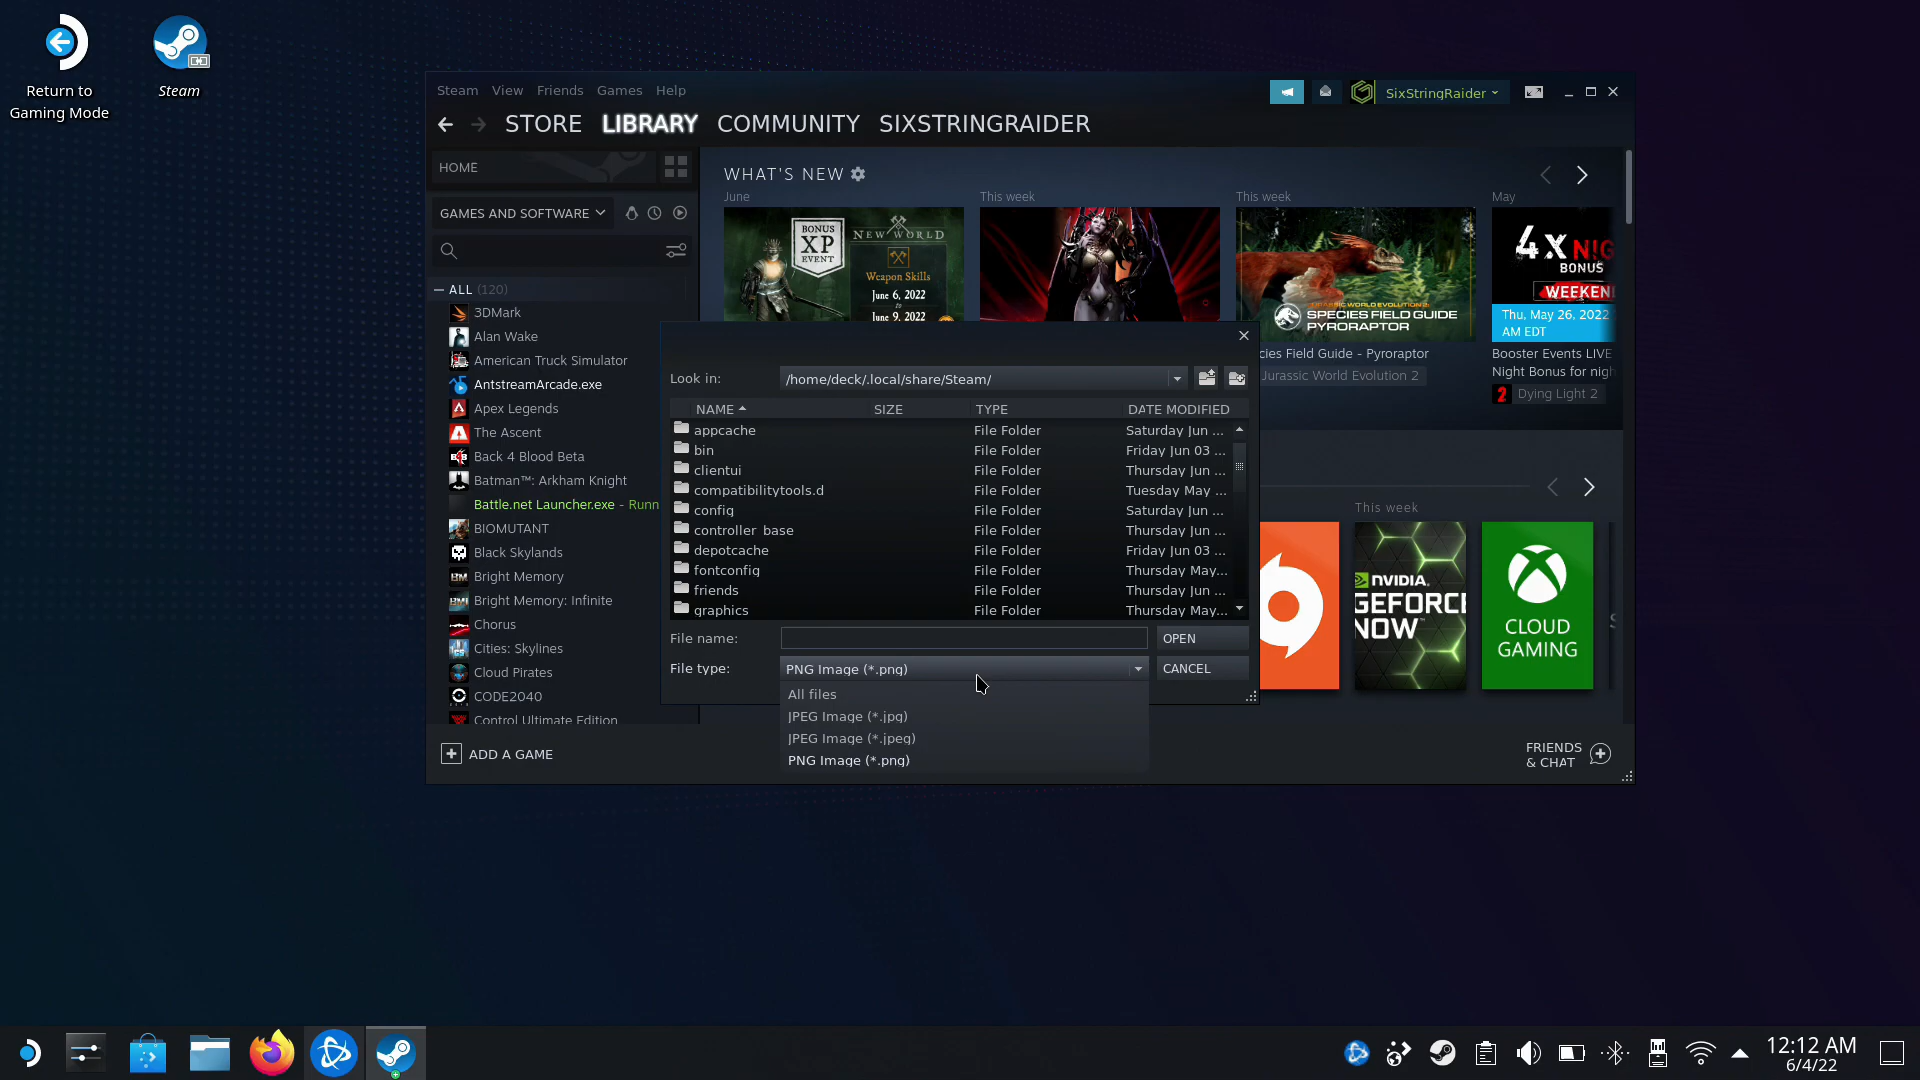 Return to
Gaming Mode
Steam
Steam View Friends Games Help
SixStringRaider
STORE LIBRARY COMMUNITY SIXSTRINGRAIDER
HOME
GAMES AND SOFTWARE
ALL (120)
3DMark
Alan Wake
American Truck Simulator
AntstreamArcade.exe
Apex Legends
The Ascent
Back 4 Blood Beta
Batman™: Arkham Knight
Battle.net Launcher.exe - Runn
BIOMUTANT
Black Skylands
Bright Memory
Bright Memory: Infinite
Chorus
Cities: Skylines
Cloud Pirates
CODE2040
Control Ultimate Edition
ADD A GAME
WHAT'S NEW
June
This week
This week
May
BONUS
XP
EVENT
NEW WORLD
Weapon Skills
June 6, 2022
to
June 9, 2022
JURASSIC WORLD EVOLUTION 2:
SPECIES FIELD GUIDE
PYRORAPTOR
4X NIG
BONUS
WEEKEN
Thu, May 26, 2022
AM EDT
cies Field Guide - Pyroraptor
Jurassic World Evolution 2
Booster Events LIVE
Night Bonus for nigh
2 Dying Light 2
Look in: /home/deck/.local/share/Steam/
NAME SIZE TYPE DATE MODIFIED
appcache File Folder Saturday Jun ...
bin File Folder Friday Jun 03 ...
clientui File Folder Thursday Jun ...
compatibilitytools.d File Folder Tuesday May ...
config File Folder Saturday Jun ...
controller_base File Folder Thursday Jun ...
depotcache File Folder Friday Jun 03 ...
fontconfig File Folder Thursday May...
friends File Folder Thursday Jun ...
graphics File Folder Thursday May...
File name: OPEN
File type: PNG Image (*.png) CANCEL
All files
JPEG Image (*.jpg)
JPEG Image (*.jpeg)
PNG Image (*.png)
This week
NVIDIA.
GEFORCE
NOW™
CLOUD
GAMING
S
FRIENDS
& CHAT
12:12 AM
6/4/22